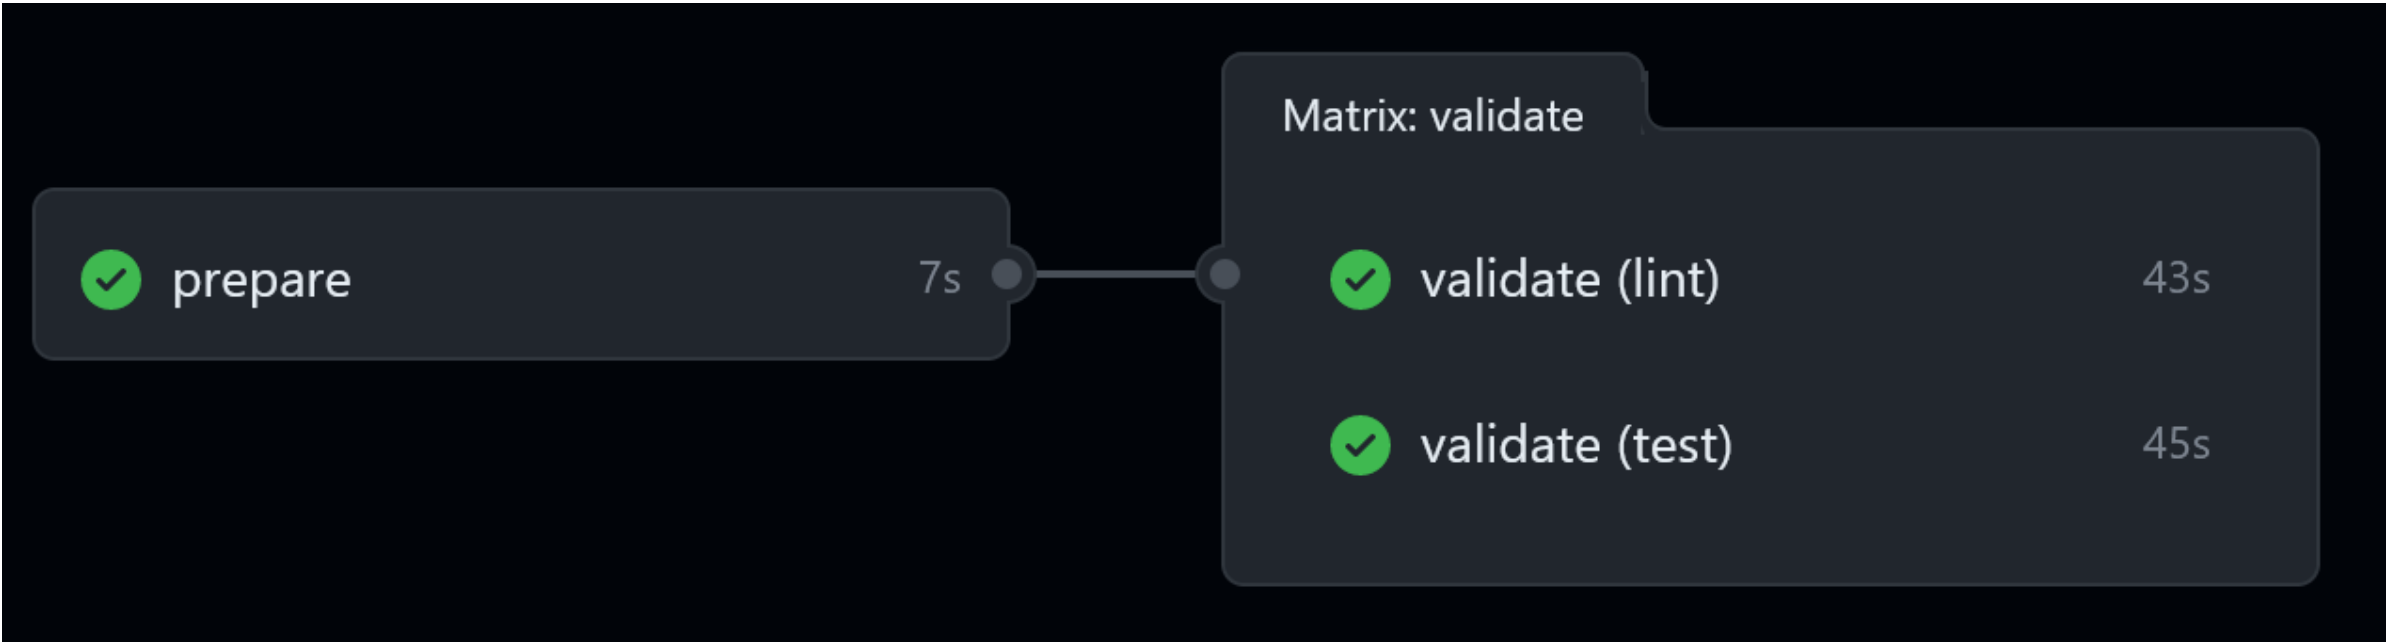 Matrix: validate
prepare 7s
validate (lint) 43s
validate (test) 45s